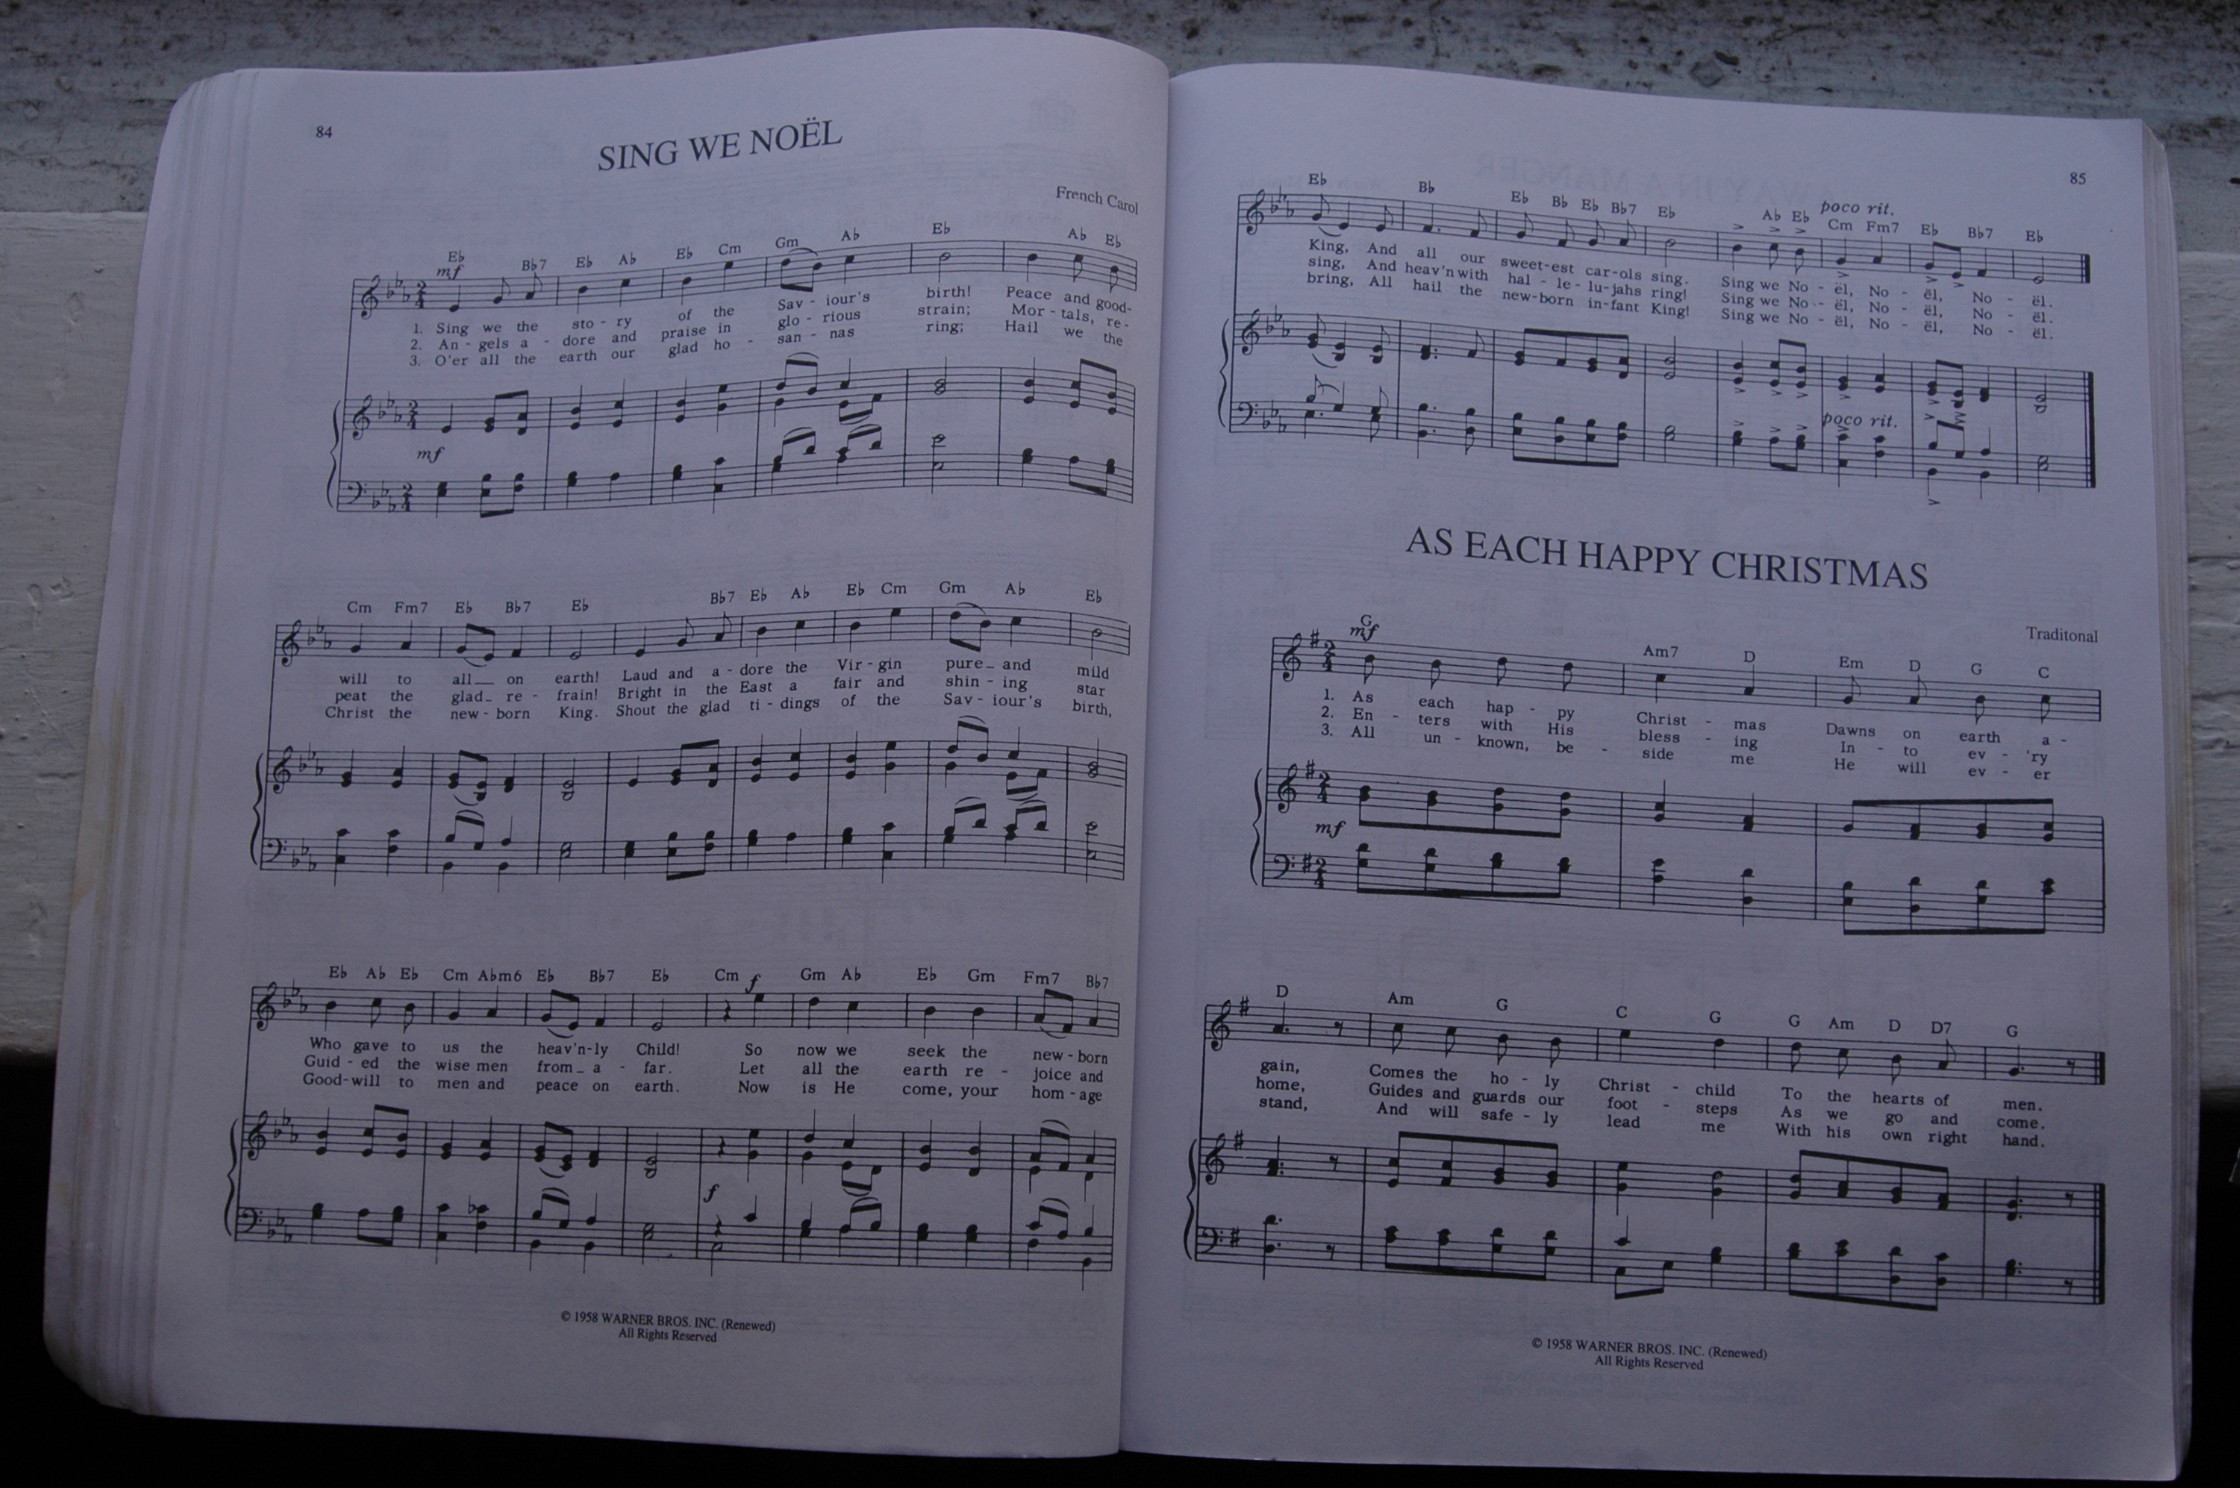 84
SING WE NOËL
French Carol
Eb Bb7 Eb Ab Eb Cm Gm Ab Eb Ab Eb
mf
1. Sing we the sto - ry of the Sav - iour's birth! Peace and good-
2. An - gels a - dore and praise in glo - rious strain; Mor - tals, re -
3. O'er all the earth our glad ho - san - nas ring; Hail we the
mf
Cm Fm7 Eb Bb7 Eb Bb7 Eb Ab Eb Cm Gm Ab Eb
will to all on earth! Laud and a - dore the Vir - gin pure and mild
peat the glad re - frain! Bright in the East a fair and shin - ing star
Christ the new - born King. Shout the glad ti - dings of the Sav - iour's birth,
Eb Ab Eb Cm Abm6 Eb Bb7 Eb Cm f Gm Ab Eb Gm Fm7 Bb7
Who gave to us the heav'n-ly Child! So now we seek the new - born
Guid - ed the wise men from a - far. Let all the earth re - joice and
Good-will to men and peace on earth. Now is He come, your hom - age
f
© 1958 WARNER BROS. INC. (Renewed)
All Rights Reserved
85
Eb Bb Eb Bb Eb Bb7 Eb Ab Eb poco rit.
Cm Fm7 Eb Bb7 Eb
King, And all our sweet-est car-ols sing. Sing we No - ël, No - ël, No - ël.
sing, And heav'n with hal - le - lu-jahs ring! Sing we No - ël, No - ël, No - ël.
bring, All hail the new-born in-fant King! Sing we No - ël, No - ël, No - ël.
poco rit.
AS EACH HAPPY CHRISTMAS
Traditonal
G Am7 D Em D G C
mf
1. As each hap - py Christ - mas Dawns on earth a -
2. En - ters with His bless - ing In - to ev - 'ry
3. All un - known, be - side me He will ev - er
mf
D Am G C G G Am D D7 G
gain, Comes the ho - ly Christ - child To the hearts of men.
home, Guides and guards our foot - steps As we go and come.
stand, And will safe - ly lead me With his own right hand.
© 1958 WARNER BROS. INC. (Renewed)
All Rights Reserved